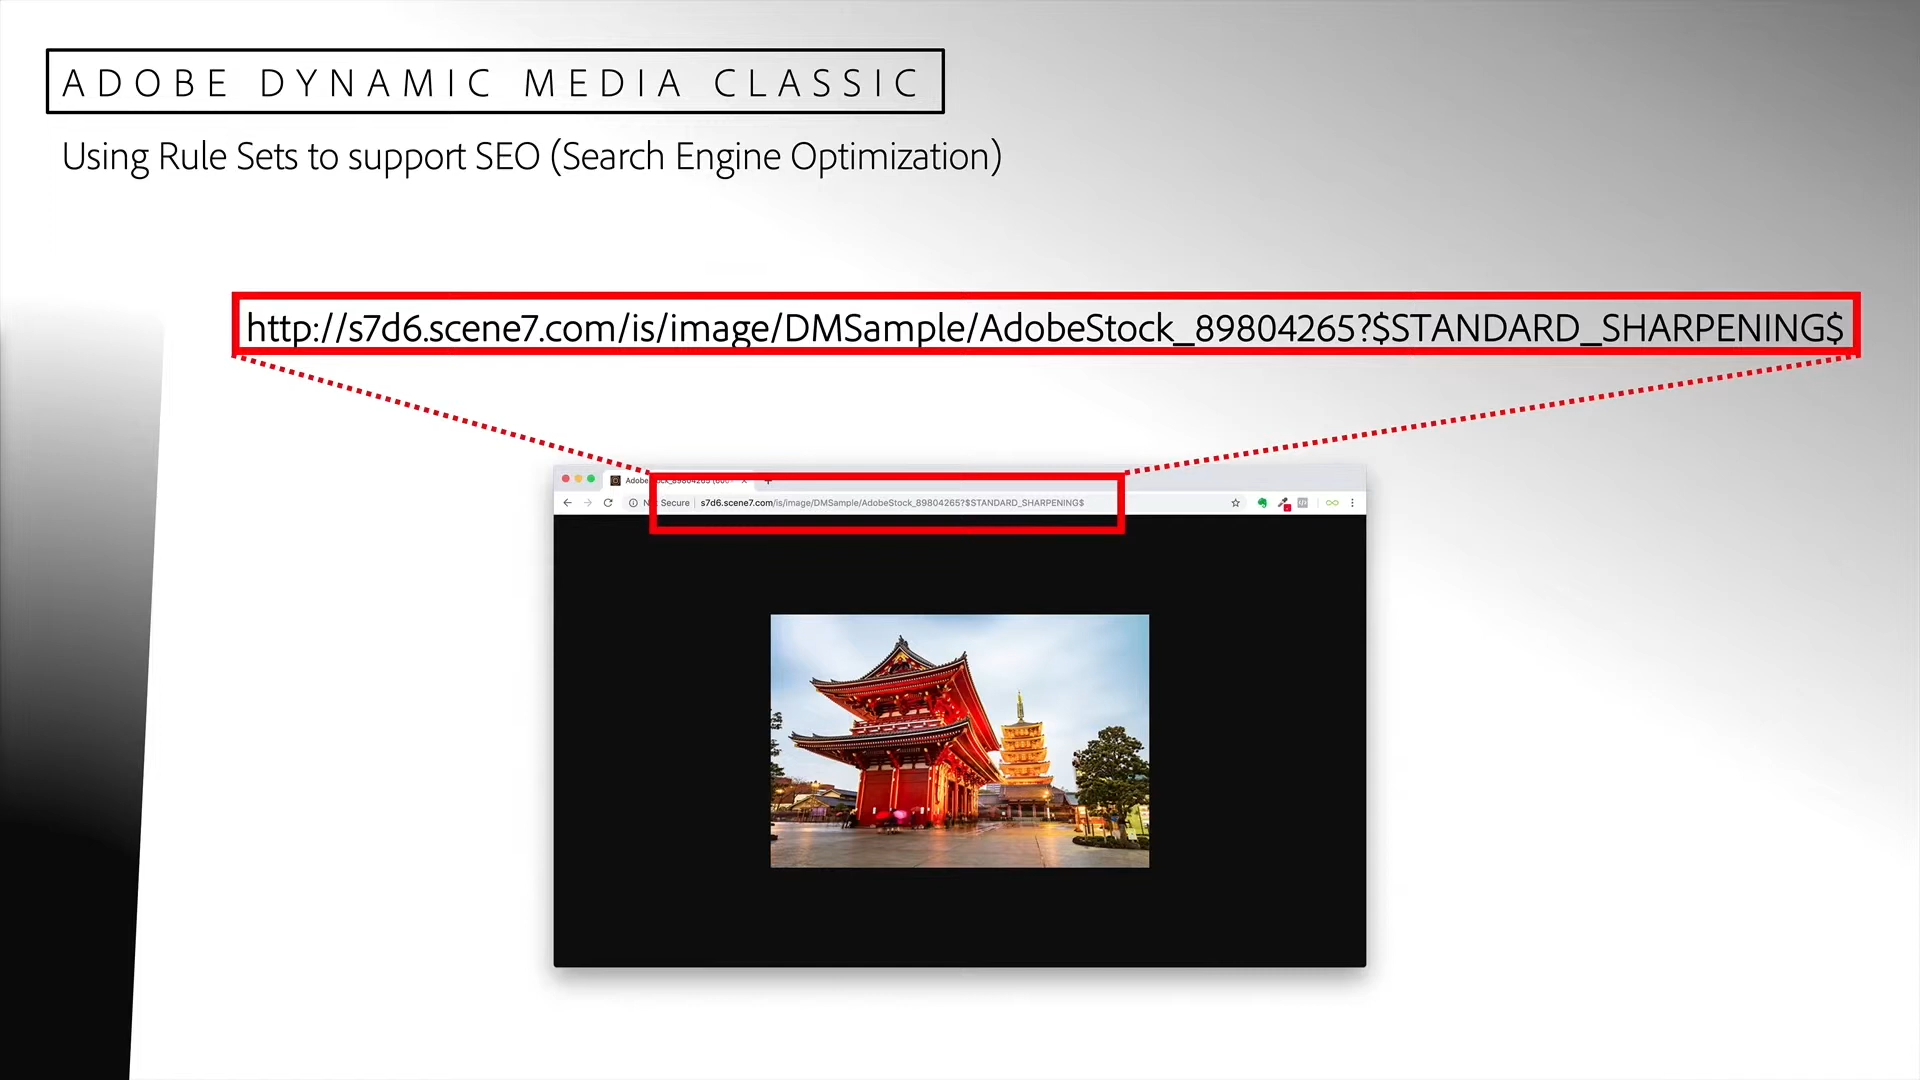 ADOBE DYNAMIC MEDIA CLASSIC
Using Rule Sets to support SEO (Search Engine Optimization)
http://s7d6.scene7.com/is/image/DMSample/AdobeStock_89804265?$STANDARD_SHARPENING$
Secure s7d6.scene7.com/is/image/DMSample/AdobeStock_89804265?$STANDARD_SHARPENING$